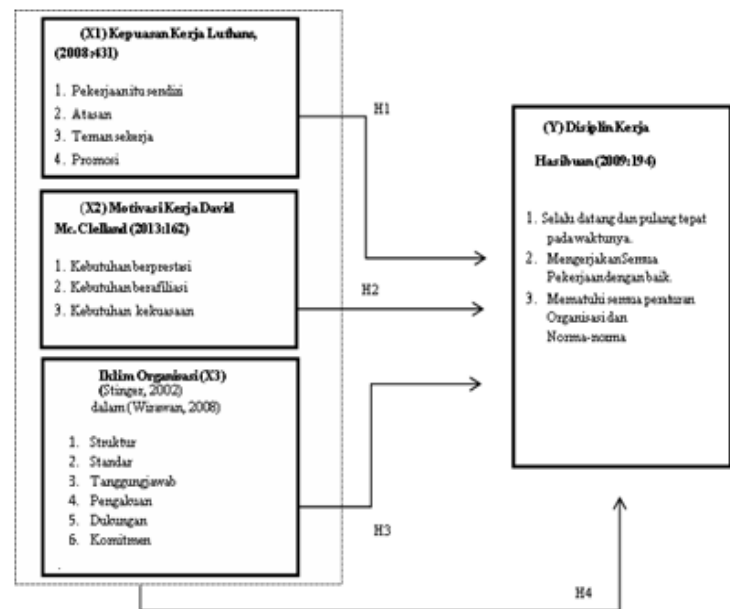 (X1) Kepuasan Kerja Luthans,
(2008:431)
1. Pekerjaan itu sendiri
2. Atasan
3. Teman sekerja
4. Promosi
(X2) Motivasi Kerja David
Mc. Clelland (2013:162)
1. Kebutuhan berprestasi
2. Kebutuhan berafiliasi
3. Kebutuhan kekuasaan
Iklim Organisasi (X3)
(Stinger, 2002)
dalam (Wirawan, 2008)
1. Struktur
2. Standar
3. Tanggungjawab
4. Pengakuan
5. Dukungan
6. Komitmen
.
H1
H2
H3
H4
(Y) Disiplin Kerja
Hasibuan (2009:194)
1. Selalu datang dan pulang tepat
pada waktunya.
2. Mengerjakan Semua
Pekerjaan dengan baik.
3. Mematuhi semua peraturan
Organisasi dan
Norma-norma